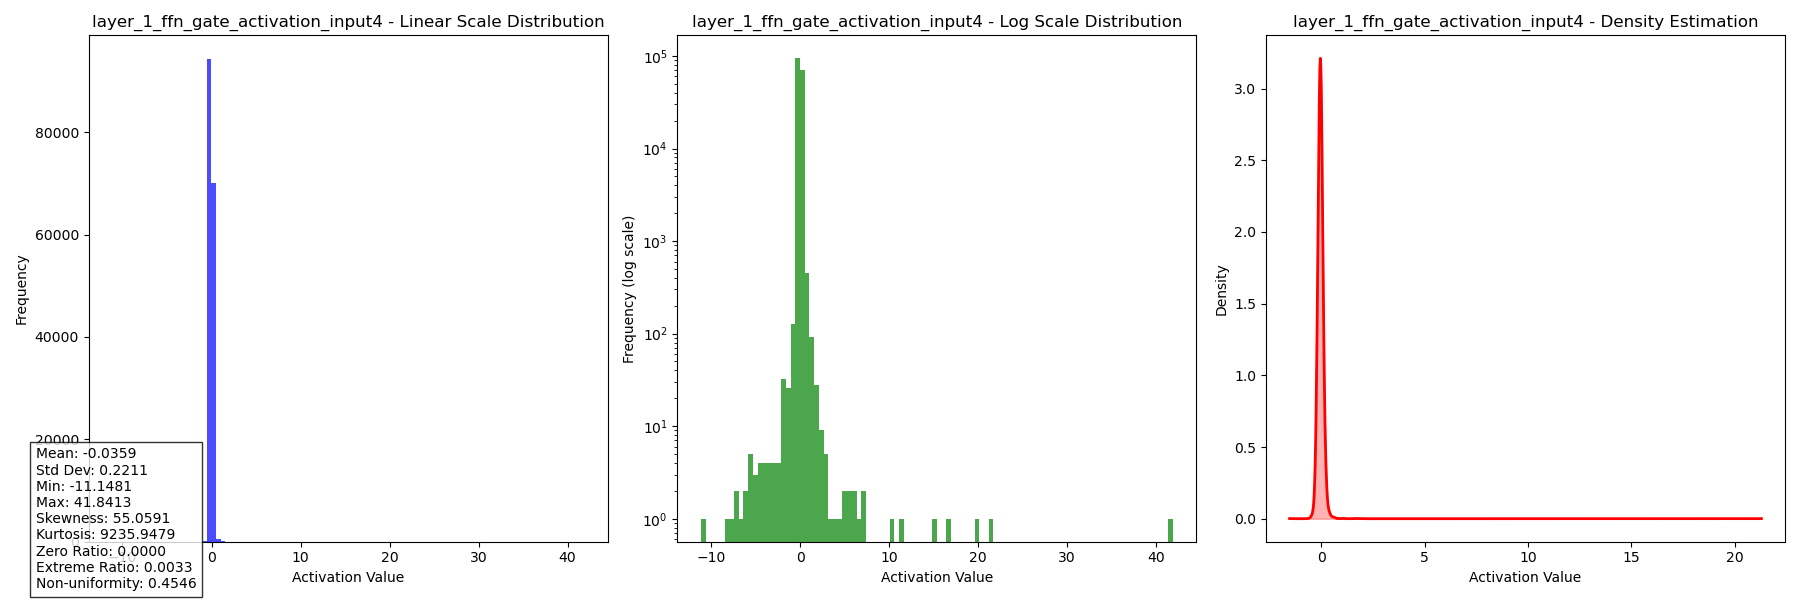 layer_1_ffn_gate_activation_input4 - Linear Scale Distribution
80000
60000
40000
20000
0
Frequency
−10
0
10
20
30
40
Activation Value
Mean: -0.0359
Std Dev: 0.2211
Min: -11.1481
Max: 41.8413
Skewness: 55.0591
Kurtosis: 9235.9479
Zero Ratio: 0.0000
Extreme Ratio: 0.0033
Non-uniformity: 0.4546
layer_1_ffn_gate_activation_input4 - Log Scale Distribution
10⁵
10⁴
10³
10²
10¹
10⁰
Frequency (log scale)
−10
0
10
20
30
40
Activation Value
layer_1_ffn_gate_activation_input4 - Density Estimation
3.0
2.5
2.0
1.5
1.0
0.5
0.0
Density
0
5
10
15
20
Activation Value